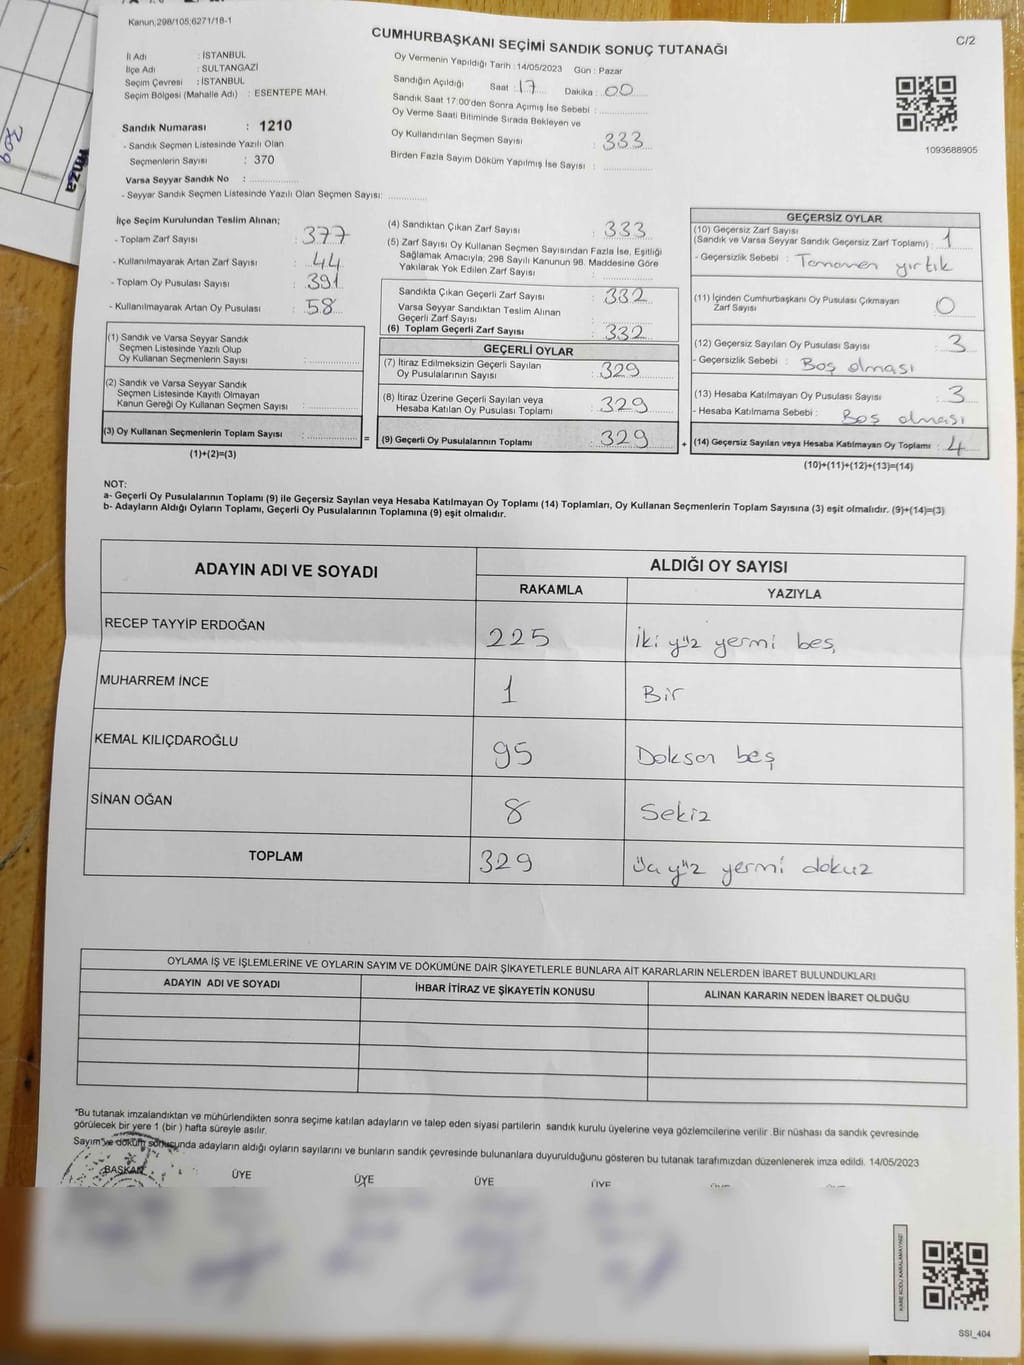 Kanun;298/105,6271/18-1
C/2
CUMHURBAŞKANI SEÇİMİ SANDIK SONUÇ TUTANAĞI
İl Adı : İSTANBUL
İlçe Adı : SULTANGAZİ
Seçim Çevresi : İSTANBUL
Seçim Bölgesi (Mahalle Adı) : ESENTEPE MAH.
Sandık Numarası : 1210
- Sandık Seçmen Listesinde Yazılı Olan
Seçmenlerin Sayısı : 370
Varsa Seyyar Sandık No :
- Seyyar Sandık Seçmen Listesinde Yazılı Olan Seçmen Sayısı:
Oy Vermenin Yapıldığı Tarih : 14/05/2023 Gün : Pazar
Sandığın Açıldığı Saat : 17 Dakika : 00
Sandık Saat 17:00'den Sonra Açımış İse Sebebi :
Oy Verme Saati Bitiminde Sırada Bekleyen ve
Oy Kullandırılan Seçmen Sayısı : 333
Birden Fazla Sayım Döküm Yapılmış İse Sayısı :
1093688905
İmza
İlçe Seçim Kurulundan Teslim Alınan;
- Toplam Zarf Sayısı : 377
- Kullanılmayarak Artan Zarf Sayısı : 44
- Toplam Oy Pusulası Sayısı : 391
- Kullanılmayarak Artan Oy Pusulası : 58
(1) Sandık ve Varsa Seyyar Sandık
Seçmen Listesinde Yazılı Olup
Oy Kullanan Seçmenlerin Sayısı :
(2) Sandık ve Varsa Seyyar Sandık
Seçmen Listesinde Kayıtlı Olmayan
Kanun Gereği Oy Kullanan Seçmen Sayısı :
(3) Oy Kullanan Seçmenlerin Toplam Sayısı :
(1)+(2)=(3)
=
(4) Sandıktan Çıkan Zarf Sayısı : 333
(5) Zarf Sayısı Oy Kullanan Seçmen Sayısından Fazla İse, Eşitliği
Sağlamak Amacıyla; 298 Sayılı Kanunun 98. Maddesine Göre
Yakılarak Yok Edilen Zarf Sayısı :
Sandıkta Çıkan Geçerli Zarf Sayısı : 332
Varsa Seyyar Sandıktan Teslim Alınan
Geçerli Zarf Sayısı :
(6) Toplam Geçerli Zarf Sayısı : 332
GEÇERLİ OYLAR
(7) İtiraz Edilmeksizin Geçerli Sayılan
Oy Pusulalarının Sayısı : 329
(8) İtiraz Üzerine Geçerli Sayılan veya
Hesaba Katılan Oy Pusulası Toplamı : 329
(9) Geçerli Oy Pusulalarının Toplamı : 329
+
GEÇERSİZ OYLAR
(10) Geçersiz Zarf Sayısı
(Sandık ve Varsa Seyyar Sandık Geçersiz Zarf Toplamı) : 1
- Geçersizlik Sebebi : Tamamen yırtık
(11) İçinden Cumhurbaşkanı Oy Pusulası Çıkmayan
Zarf Sayısı : 0
(12) Geçersiz Sayılan Oy Pusulası Sayısı : 3
- Geçersizlik Sebebi : Boş olması
(13) Hesaba Katılmayan Oy Pusulası Sayısı : 3
- Hesaba Katılmama Sebebi : Boş olması
(14) Geçersiz Sayılan veya Hesaba Katılmayan Oy Toplamı : 4
(10)+(11)+(12)+(13)=(14)
NOT:
a- Geçerli Oy Pusulalarının Toplamı (9) ile Geçersiz Sayılan veya Hesaba Katılmayan Oy Toplamı (14) Toplamları, Oy Kullanan Seçmenlerin Toplam Sayısına (3) eşit olmalıdır. (9)+(14)=(3)
b- Adayların Aldığı Oyların Toplamı, Geçerli Oy Pusulalarının Toplamına (9) eşit olmalıdır.
ADAYIN ADI VE SOYADI ALDIĞI OY SAYISI
RAKAMLA YAZIYLA
RECEP TAYYİP ERDOĞAN 225 İki yüz yermi beş
MUHARREM İNCE 1 Bir
KEMAL KILIÇDAROĞLU 95 Doksan beş
SİNAN OĞAN 8 Sekiz
TOPLAM 329 üç yüz yermi dokuz
OYLAMA İŞ VE İŞLEMLERİNE VE OYLARIN SAYIM VE DÖKÜMÜNE DAİR ŞİKAYETLERLE BUNLARA AİT KARARLARIN NELERDEN İBARET BULUNDUKLARI
ADAYIN ADI VE SOYADI İHBAR İTİRAZ VE ŞİKAYETİN KONUSU ALINAN KARARIN NEDEN İBARET OLDUĞU
*Bu tutanak imzalandıktan ve mühürlendikten sonra seçime katılan adayların ve talep eden siyasi partilerin sandık kurulu üyelerine veya gözlemcilerine verilir .Bir nüshası da sandık çevresinde
görülecek bir yere 1 (bir ) hafta süreyle asılır.
Sayım ve döküm sonucunda adayların aldığı oyların sayılarını ve bunların sandık çevresinde bulunanlara duyurulduğunu gösteren bu tutanak tarafımızdan düzenlenerek imza edildi. 14/05/2023
BAŞKAN ÜYE ÜYE ÜYE ÜYE
KARE KODU KARALAMAYINIZ!
SSI_404